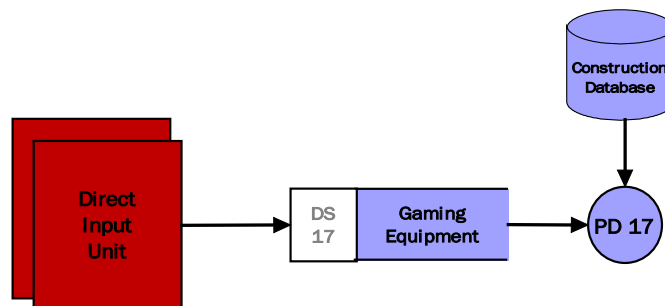 Construction
Database
Direct
Input
Unit
DS
17
Gaming
Equipment
PD 17